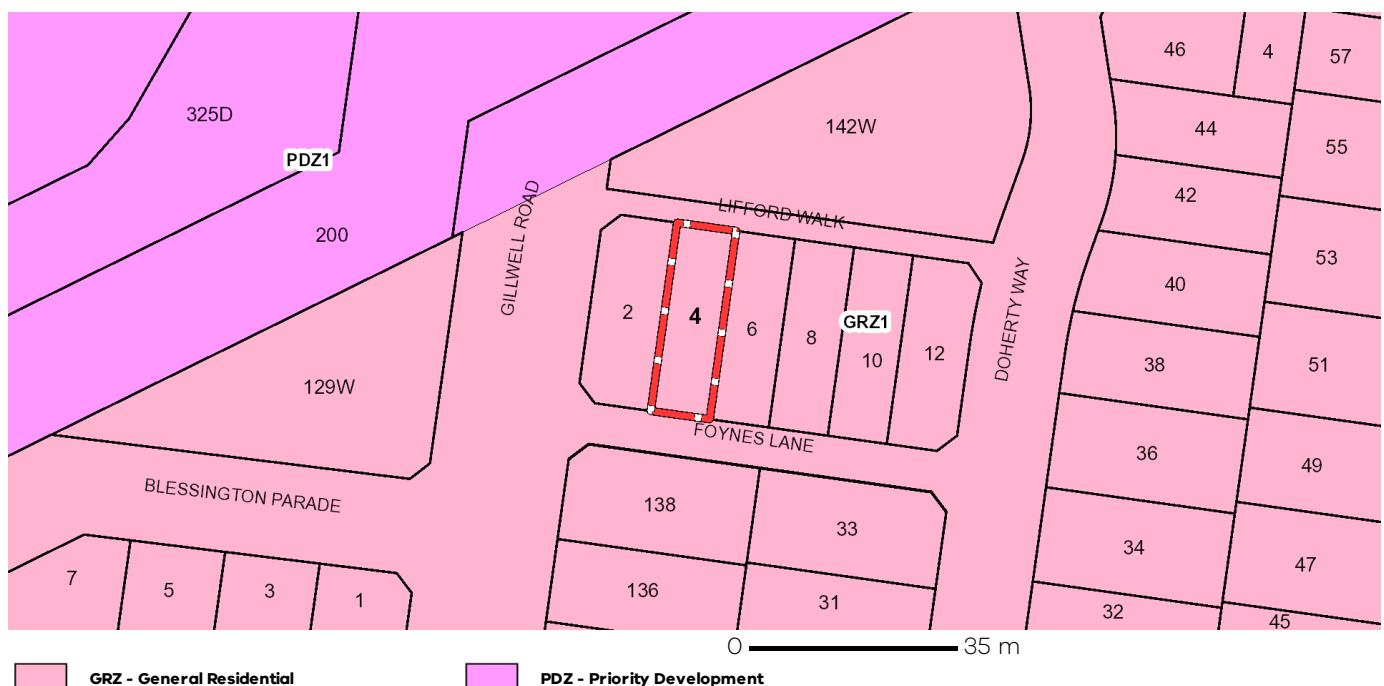 46
4
57
325D
142W
44
55
PDZ1
42
LIFFORD WALK
GILLWELL ROAD
200
53
40
2
4
6
8
GRZ1
10
12
DOHERTY WAY
38
51
129W
FOYNES LANE
36
49
BLESSINGTON PARADE
138
33
34
47
7
5
3
1
136
31
32
45
0
35 m
GRZ - General Residential
PDZ - Priority Development